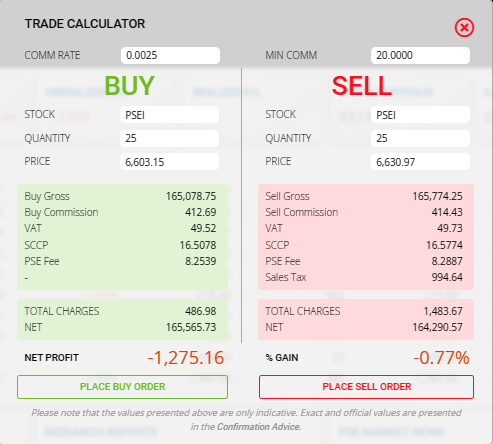 TRADE CALCULATOR
COMM RATE 0.0025 MIN COMM 20.0000
BUY SELL
STOCK PSEI STOCK PSEI
QUANTITY 25 QUANTITY 25
PRICE 6,603.15 PRICE 6,630.97
Buy Gross 165,078.75 Sell Gross 165,774.25
Buy Commission 412.69 Sell Commission 414.43
VAT 49.52 VAT 49.73
SCCP 16.5078 SCCP 16.5774
PSE Fee 8.2539 PSE Fee 8.2887
- Sales Tax 994.64
TOTAL CHARGES 486.98 TOTAL CHARGES 1,483.67
NET 165,565.73 NET 164,290.57
NET PROFIT -1,275.16 % GAIN -0.77%
PLACE BUY ORDER PLACE SELL ORDER
Please note that the values presented above are only indicative. Exact and official values are presented
in the Confirmation Advice.
RESEARCH REPORTS PSE MARKET NEWS